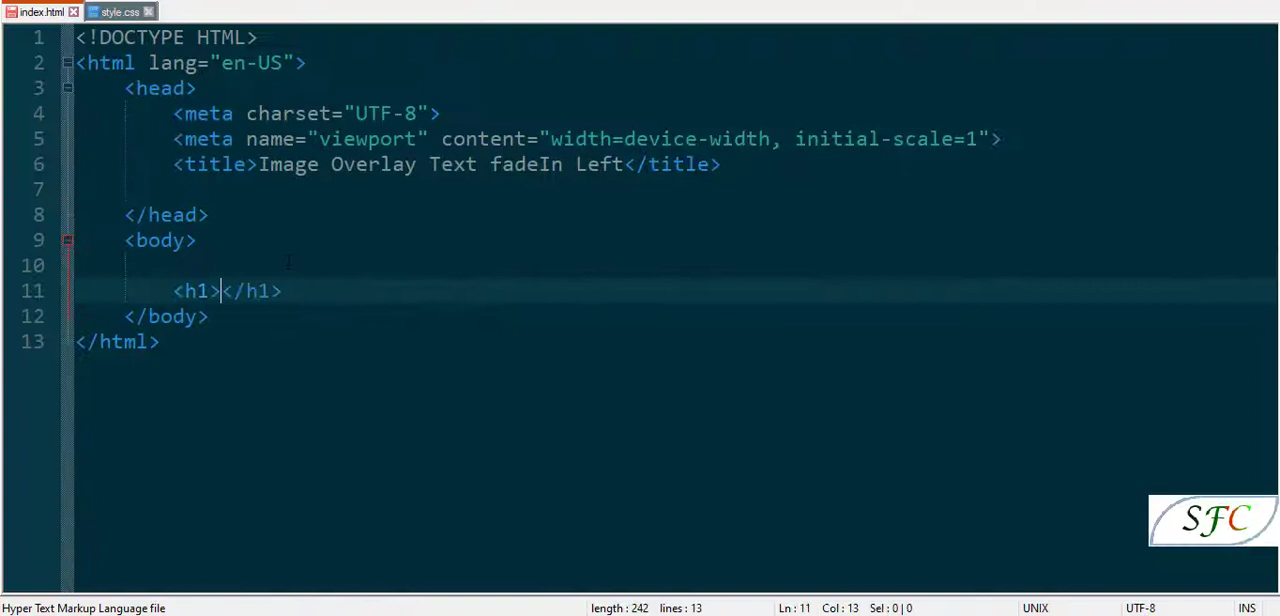 index.html style.css
1 <!DOCTYPE HTML>
2 <html lang="en-US">
3 <head>
4 <meta charset="UTF-8">
5 <meta name="viewport" content="width=device-width, initial-scale=1">
6 <title>Image Overlay Text fadeIn Left</title>
7
8 </head>
9 <body>
10
11 <h1></h1>
12 </body>
13 </html>
SFC
Hyper Text Markup Language file length : 242 lines : 13 Ln : 11 Col : 13 Sel : 0 | 0 UNIX UTF-8 INS